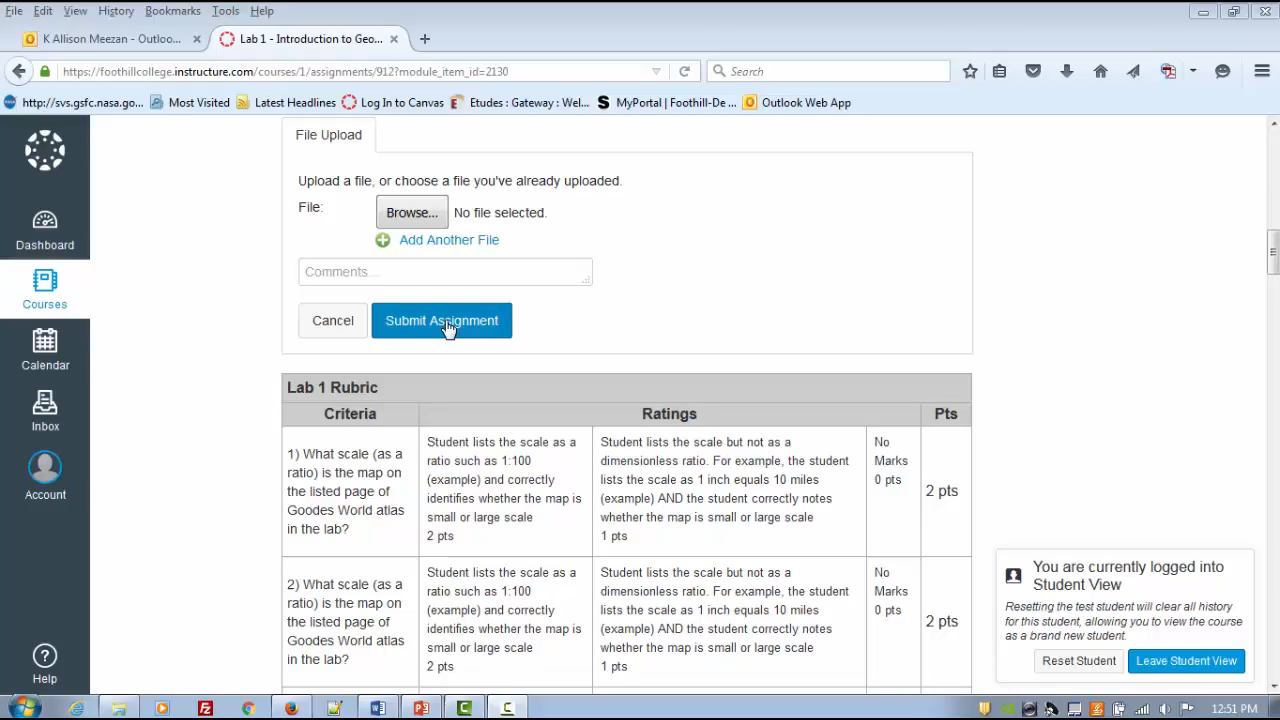 File Edit View History Bookmarks Tools Help
K Allison Meezan - Outloo... × Lab 1 - Introduction to Geo... × +
https://foothillcollege.instructure.com/courses/1/assignments/912?module_item_id=2130 Search
http://svs.gsfc.nasa.go... Most Visited Latest Headlines Log In to Canvas Etudes : Gateway : Wel... MyPortal | Foothill-De ... Outlook Web App
Dashboard
Courses
Calendar
Inbox
Account
Help
File Upload
Upload a file, or choose a file you've already uploaded.
File: Browse... No file selected.
Add Another File
Comments...
Cancel Submit Assignment
Lab 1 Rubric
Criteria Ratings Pts
1) What scale (as a
ratio) is the map on
the listed page of
Goodes World atlas
in the lab?
Student lists the scale as a
ratio such as 1:100
(example) and correctly
identifies whether the map is
small or large scale
2 pts
Student lists the scale but not as a
dimensionless ratio. For example, the student
lists the scale as 1 inch equals 10 miles
(example) AND the student correctly notes
whether the map is small or large scale
1 pts
No
Marks
0 pts
2 pts
2) What scale (as a
ratio) is the map on
the listed page of
Goodes World atlas
in the lab?
Student lists the scale as a
ratio such as 1:100
(example) and correctly
identifies whether the map is
small or large scale
2 pts
Student lists the scale but not as a
dimensionless ratio. For example, the student
lists the scale as 1 inch equals 10 miles
(example) AND the student correctly notes
whether the map is small or large scale
1 pts
No
Marks
0 pts
2 pts
You are currently logged into
Student View
Resetting the test student will clear all history
for this student, allowing you to view the course
as a brand new student.
Reset Student Leave Student View
12:51 PM